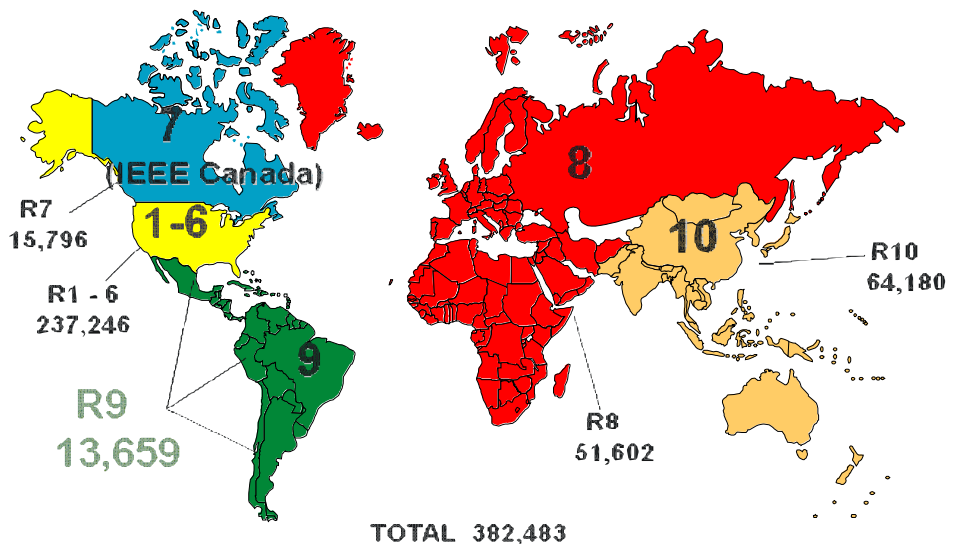 7
(IEEE Canada)
8
R7
15,796
1-6
10
R10
64,180
R1 - 6
237,246
9
R9
13,659
R8
51,602
TOTAL 382,483